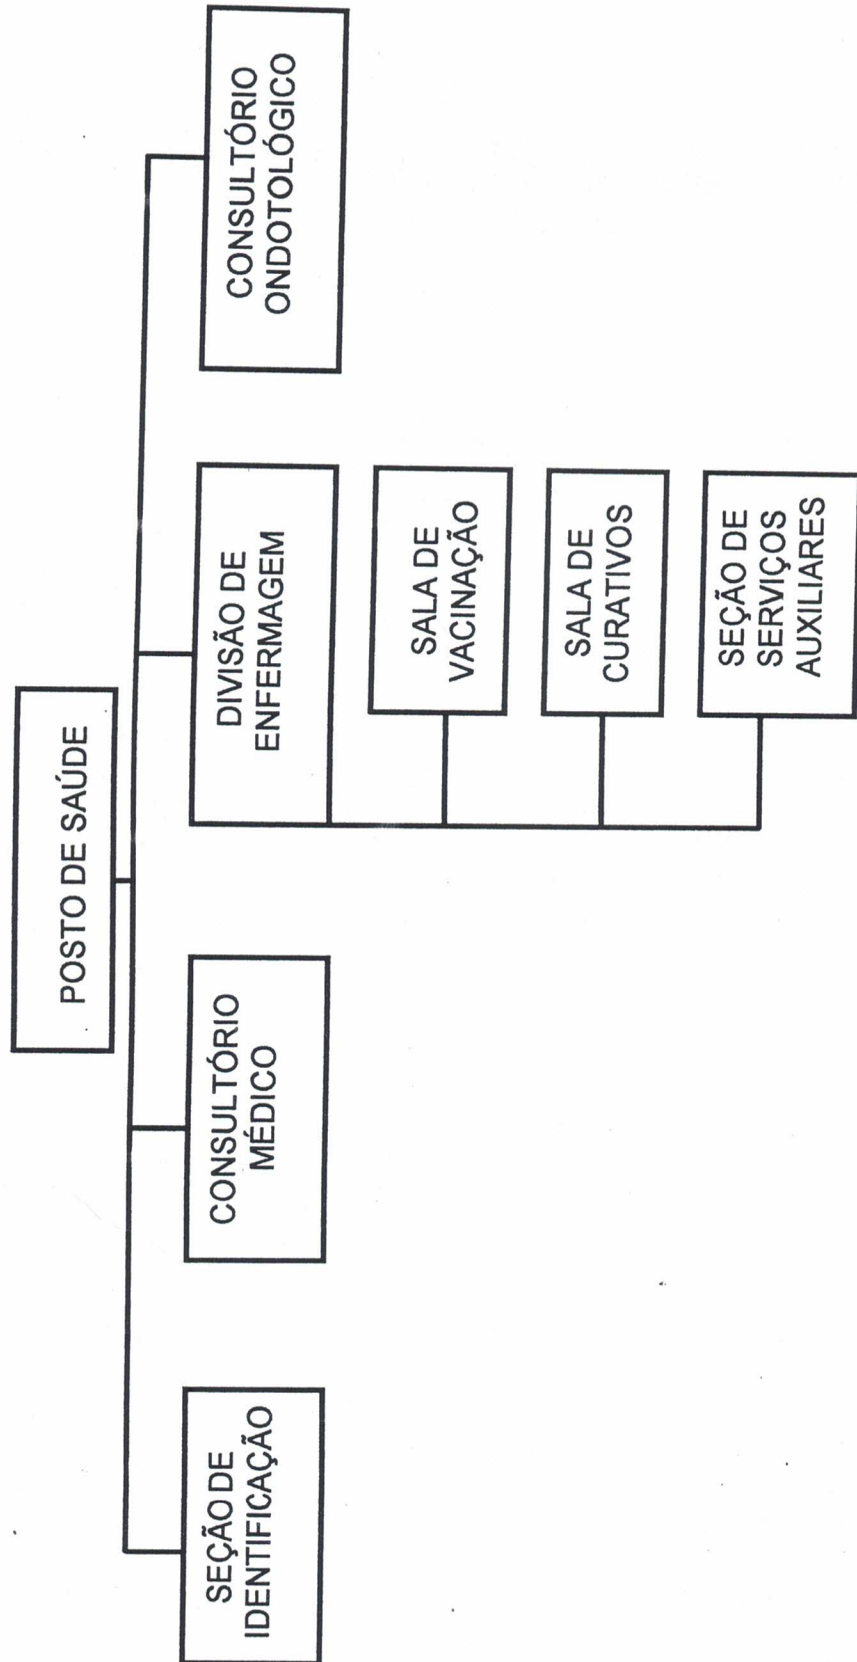 POSTO DE SAÚDE
SEÇÃO DE
IDENTIFICAÇÃO
CONSULTÓRIO
MÉDICO
DIVISÃO DE
ENFERMAGEM
CONSULTÓRIO
ONDOTOLÓGICO
SALA DE
VACINAÇÃO
SALA DE
CURATIVOS
SEÇÃO DE
SERVIÇOS
AUXILIARES